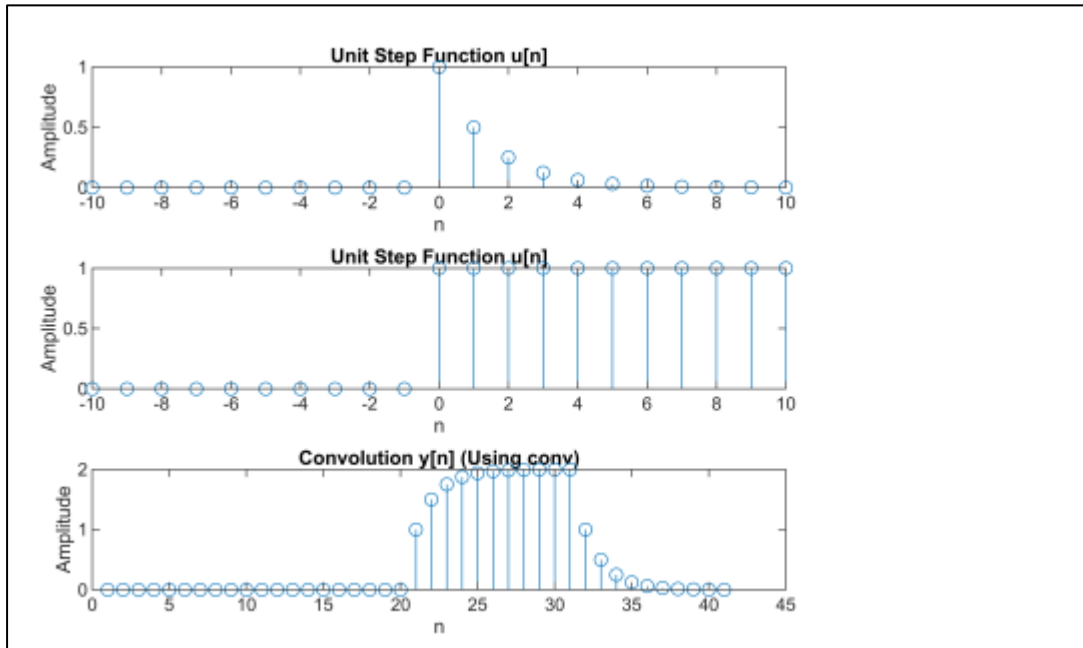 Unit Step Function u[n]
Amplitude
1
0.5
0
-10 -8 -6 -4 -2 0 2 4 6 8 10
n
Unit Step Function u[n]
Amplitude
1
0.5
0
-10 -8 -6 -4 -2 0 2 4 6 8 10
n
Convolution y[n] (Using conv)
Amplitude
2
1
0
0 5 10 15 20 25 30 35 40 45
n